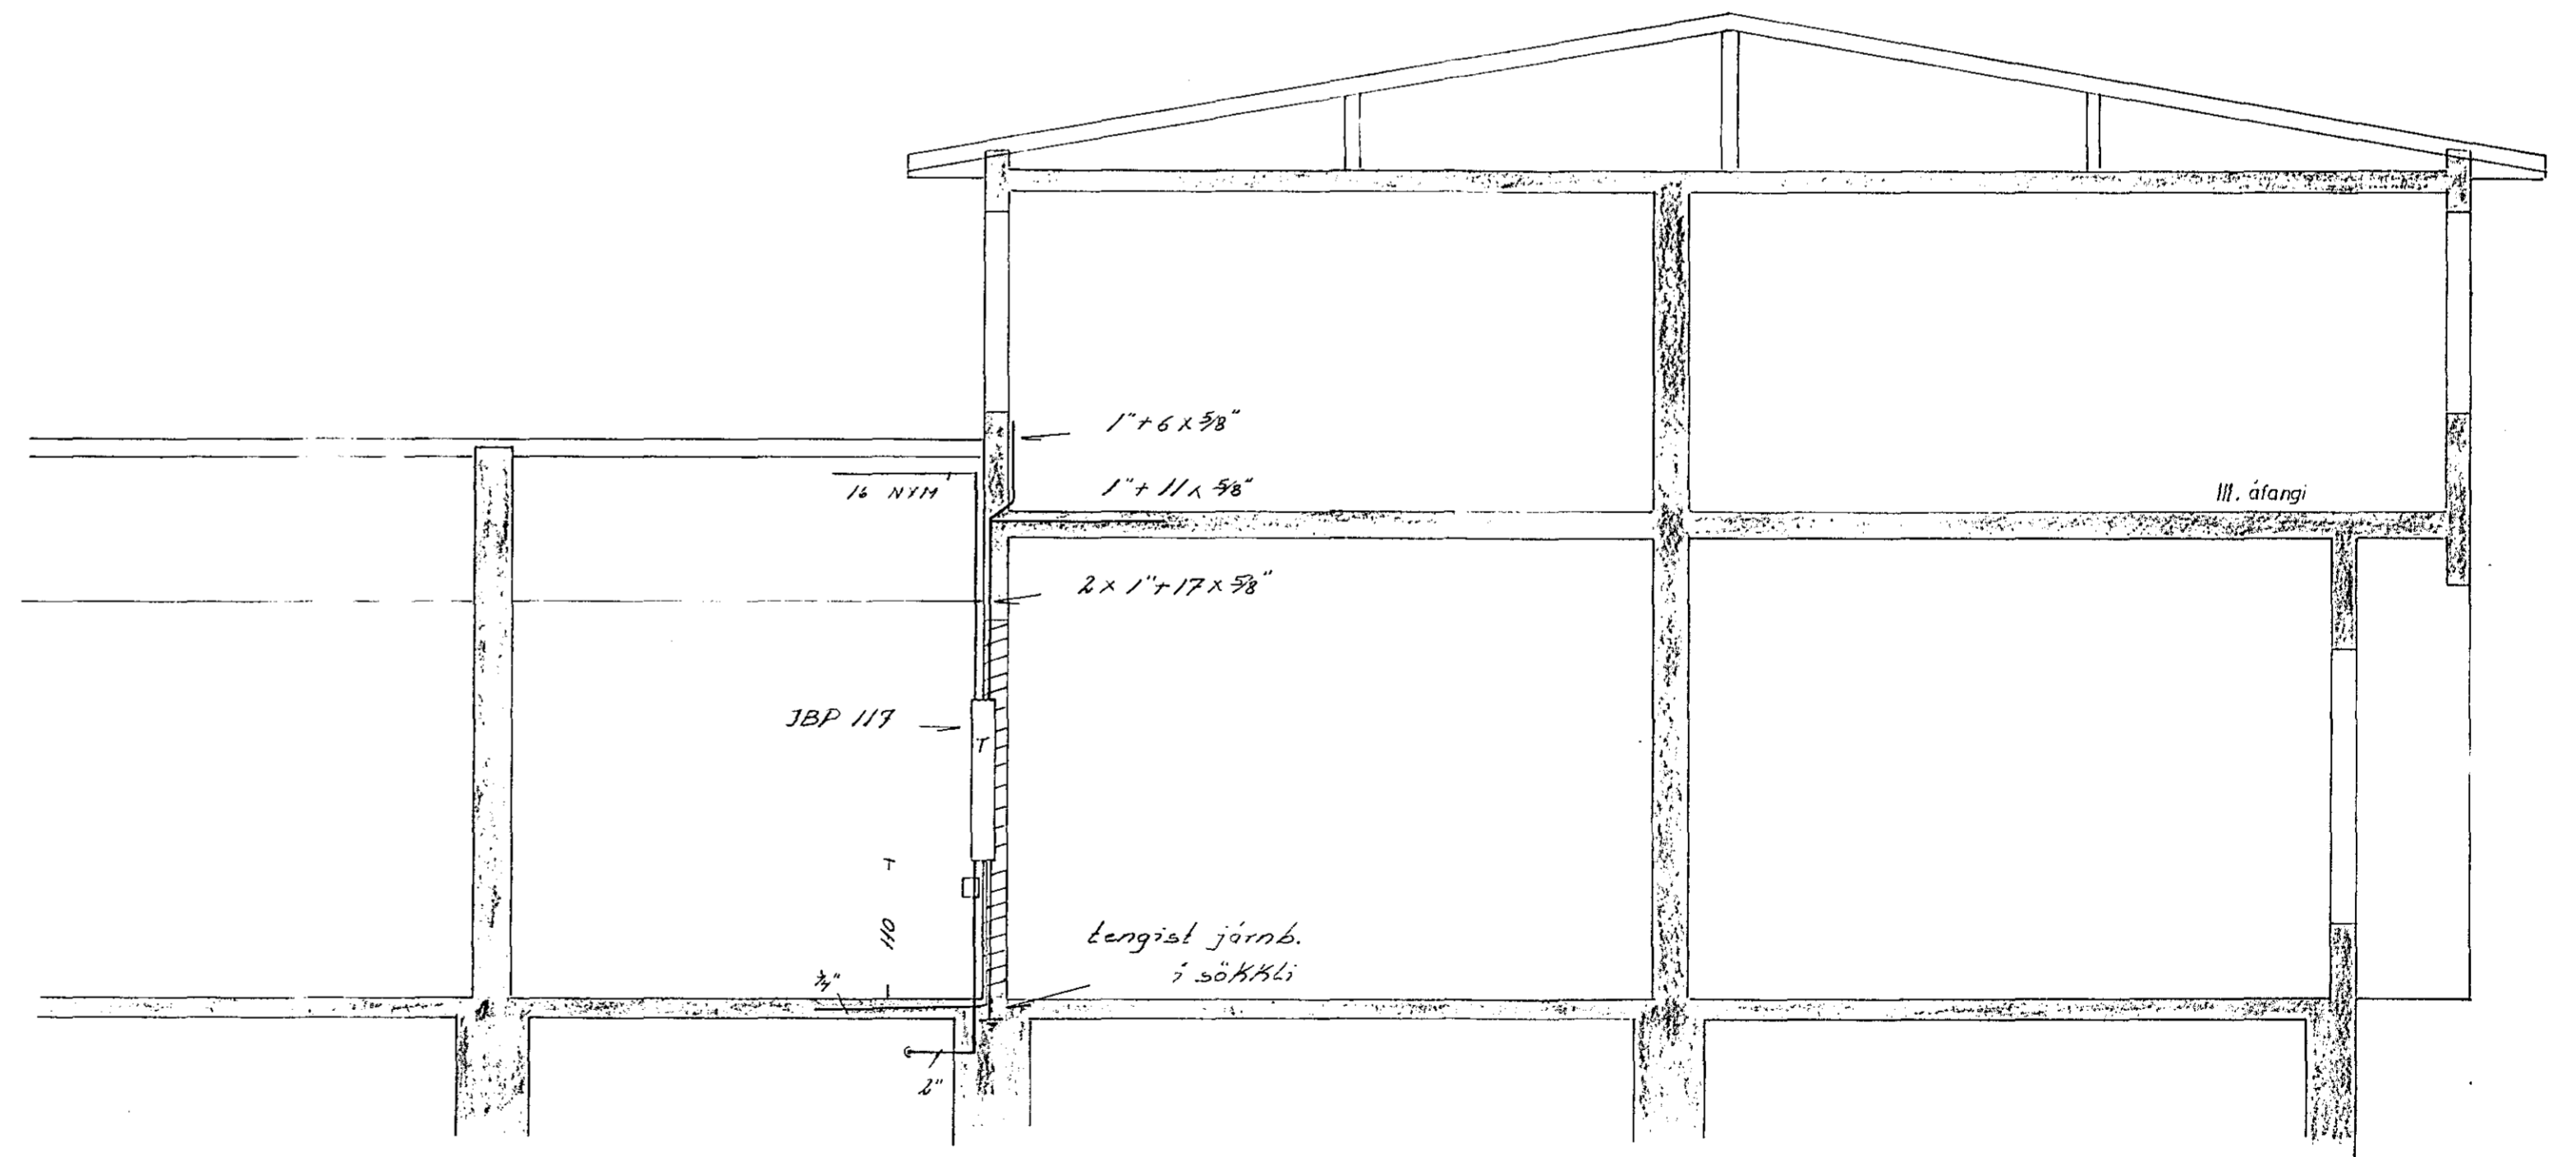 1" + 6 x 5/8"
16 NYM
1" + 11 x 5/8"
III. áfangi
2 x 1" + 17 x 5/8"
JBP 117
T
110
tengist járnb.
í sökkli
3/4"
2"